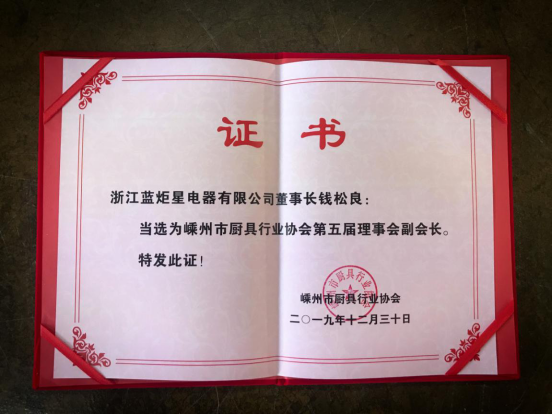 证书
浙江蓝炬星电器有限公司董事长钱松良：
当选为嵊州市厨具行业协会第五届理事会副会长。
特发此证！
嵊州市厨具行业协会
二〇一九年十二月三十日